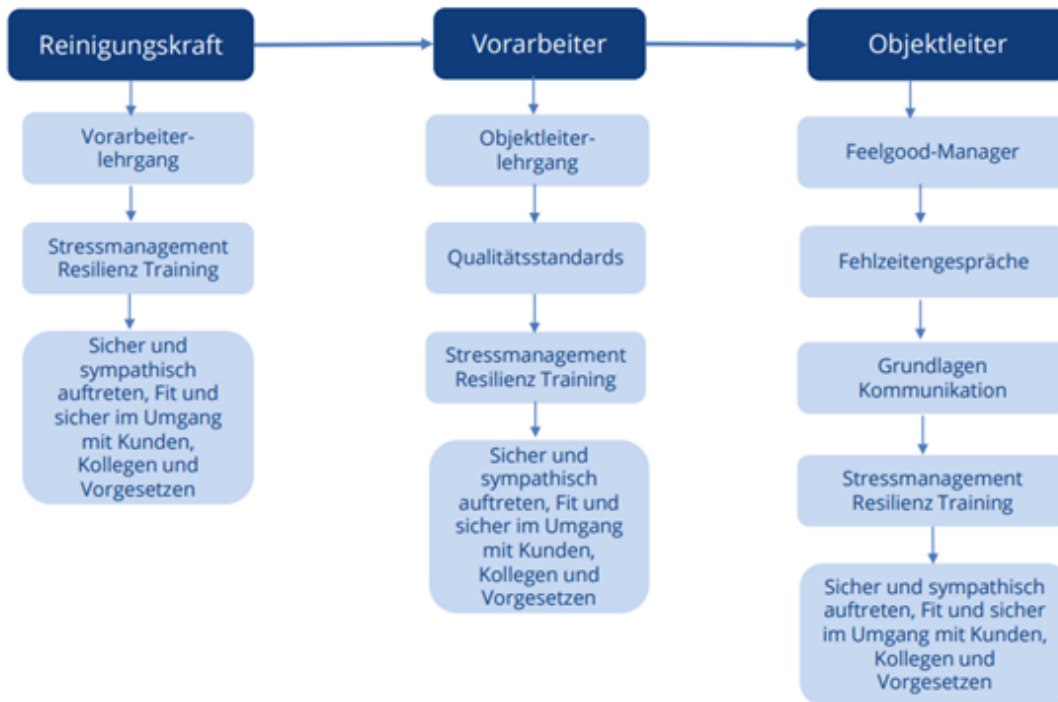 Reinigungskraft
Vorarbeiter-
lehrgang
Stressmanagement
Resilienz Training
Sicher und
sympathisch
auftreten, Fit und
sicher im Umgang
mit Kunden,
Kollegen und
Vorgesetzen
Vorarbeiter
Objektleiter-
lehrgang
Qualitätsstandards
Stressmanagement
Resilienz Training
Sicher und
sympathisch
auftreten, Fit und
sicher im Umgang
mit Kunden,
Kollegen und
Vorgesetzen
Objektleiter
Feelgood-Manager
Fehlzeitengespräche
Grundlagen
Kommunikation
Stressmanagement
Resilienz Training
Sicher und sympathisch
auftreten, Fit und sicher
im Umgang mit Kunden,
Kollegen und
Vorgesetzen